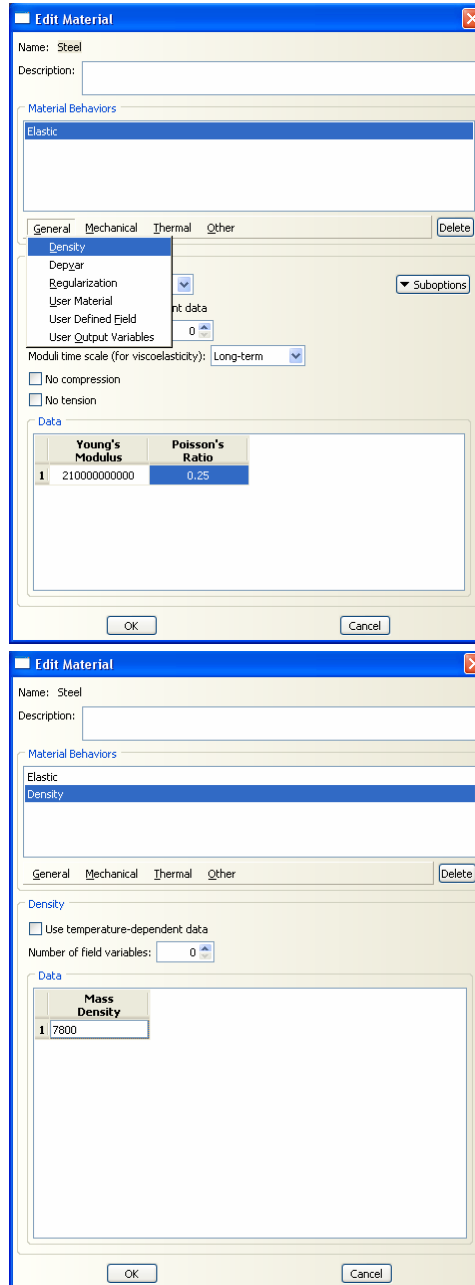 Edit Material
Name: Steel
Description:
Material Behaviors
Elastic
General Mechanical Thermal Other Delete
Density
Depvar
Regularization
User Material
User Defined Field
User Output Variables
Suboptions
nt data
0
Moduli time scale (for viscoelasticity): Long-term
No compression
No tension
Data
Young's Modulus Poisson's Ratio
1 210000000000 0.25
OK Cancel
Edit Material
Name: Steel
Description:
Material Behaviors
Elastic
Density
General Mechanical Thermal Other Delete
Density
Use temperature-dependent data
Number of field variables: 0
Data
Mass
Density
1 7800
OK Cancel